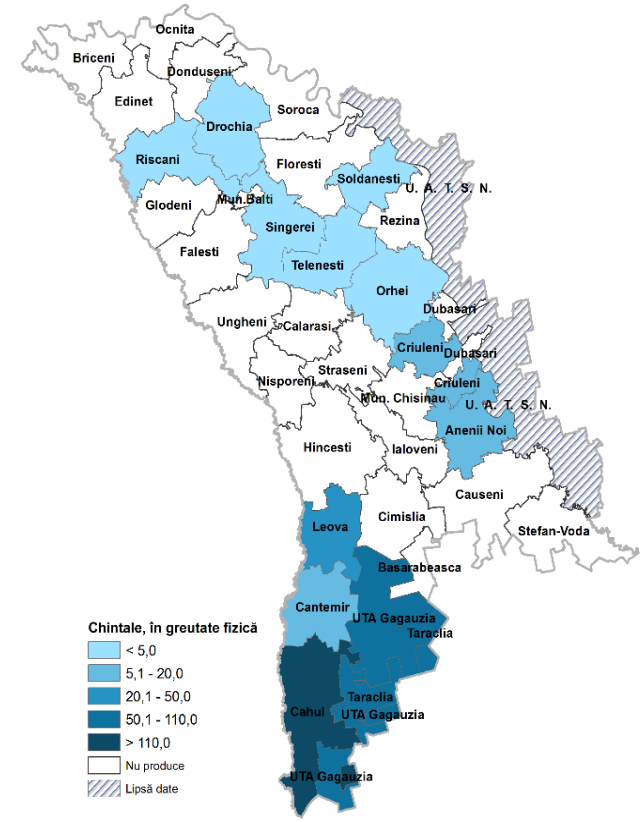 Ocnita
Briceni
Donduseni
Edinet
Soroca
Drochia
Riscani
Floresti
Soldanesti
U. A. T. S. N.
Mun.Balti
Glodeni
Rezina
Singerei
Falesti
Telenesti
Orhei
Dubasari
Ungheni
Calarasi
Criuleni
Dubasari
Straseni
Nisporeni
Criuleni
Mun. Chisinau
U. A. T. S. N.
Anenii Noi
Hincesti
Ialoveni
Causeni
Cimislia
Leova
Stefan-Voda
Basarabeasca
Cantemir
UTA Gagauzia
Taraclia
Chintale, în greutate fizică
< 5,0
5,1 - 20,0
20,1 - 50,0
50,1 - 110,0
> 110,0
Nu produce
Lipsă date
Taraclia
Cahul
UTA Gagauzia
UTA Gagauzia